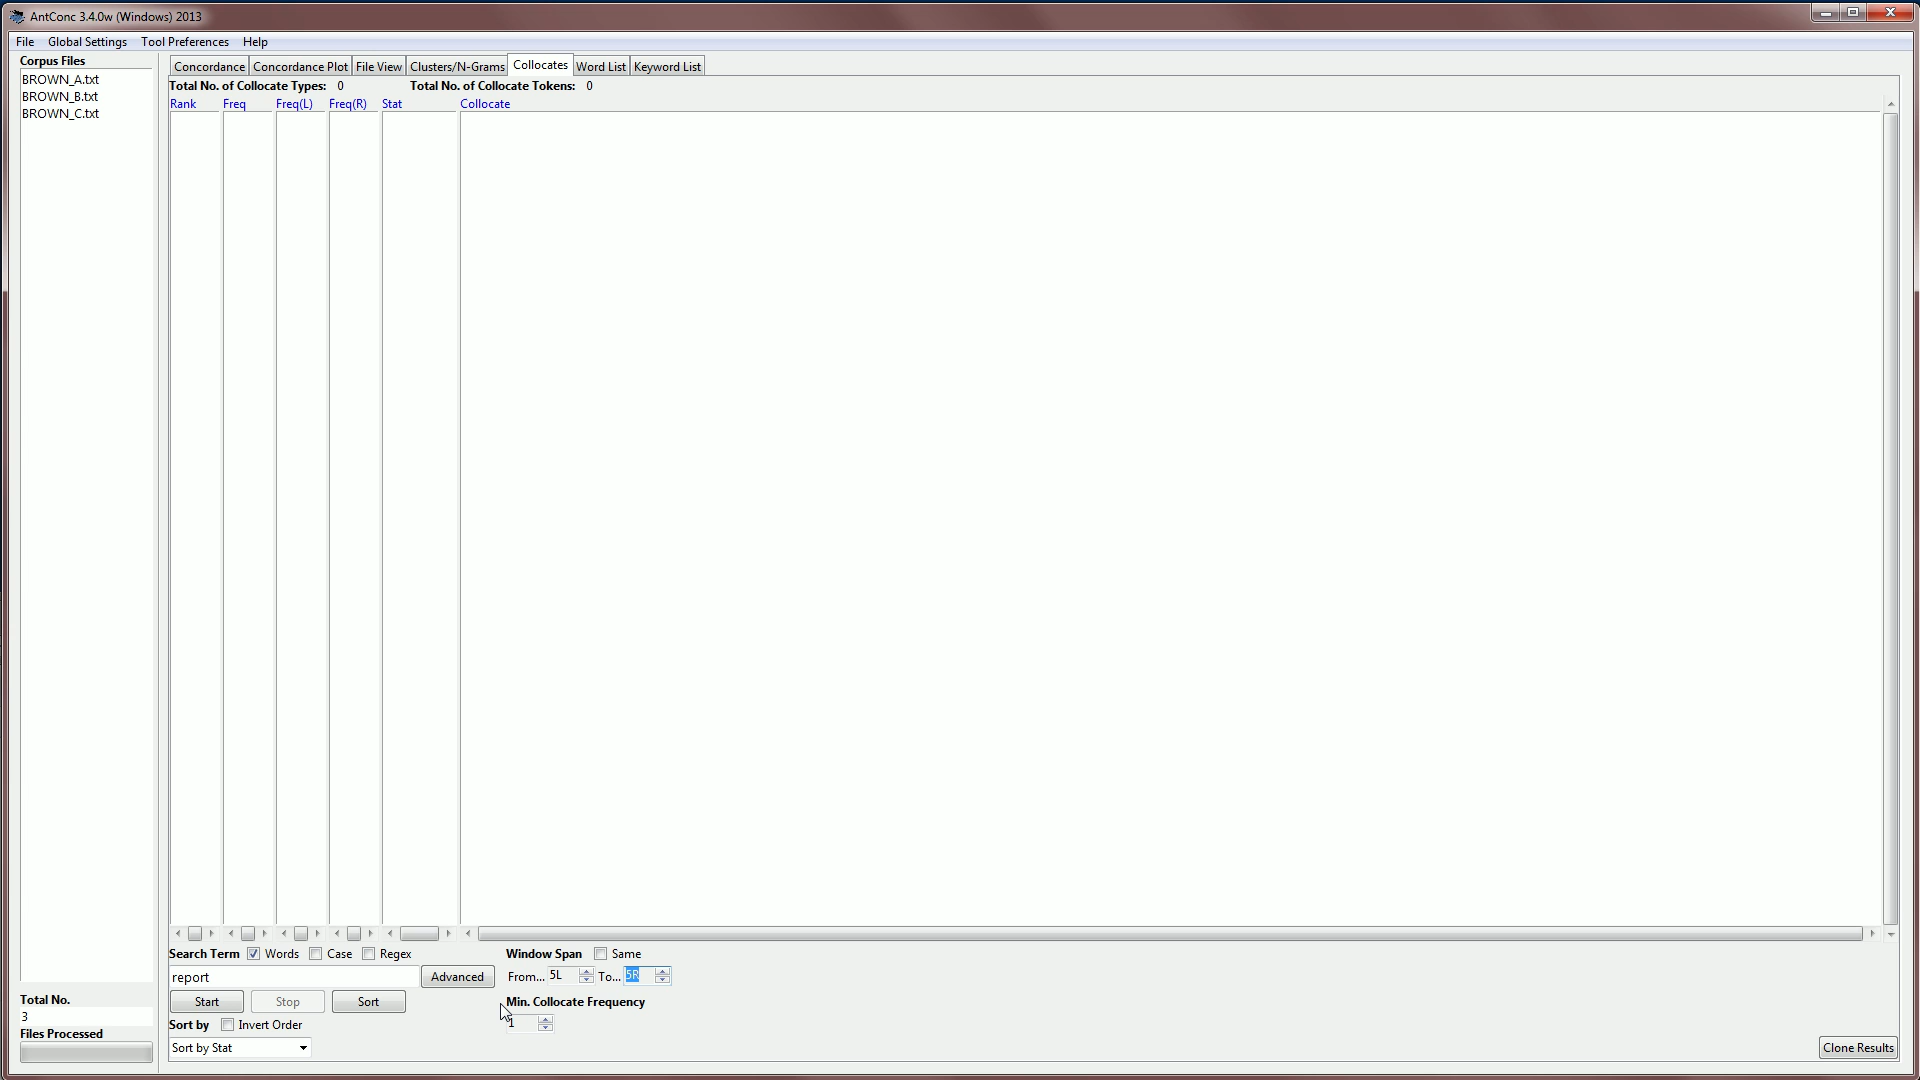 AntConc 3.4.0w (Windows) 2013
File Global Settings Tool Preferences Help
Corpus Files
BROWN_A.txt
BROWN_B.txt
BROWN_C.txt
Concordance Concordance Plot File View Clusters/N-Grams Collocates Word List Keyword List
Total No. of Collocate Types: 0 Total No. of Collocate Tokens: 0
Rank Freq Freq(L) Freq(R) Stat Collocate
Search Term Words Case Regex Window Span Same
report Advanced From... 5L To... 5R
Start Stop Sort Min. Collocate Frequency
Sort by Invert Order 1
Sort by Stat
Total No.
3
Files Processed
Clone Results